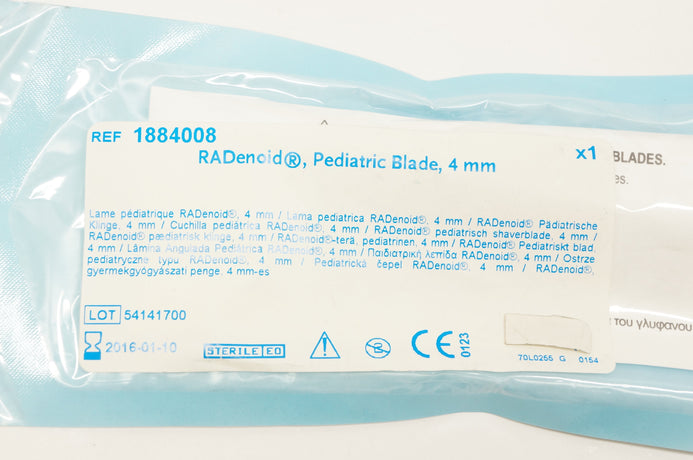 REF 1884008
RADenoid®, Pediatric Blade, 4 mm
x1
Lame pédiatrique RADenoid®, 4 mm / Lama pediatrica RADenoid®, 4 mm / RADenoid® Pädiatrische
Klinge, 4 mm / Cuchilla pediátrica RADenoid®, 4 mm / RADenoid® pediatrisch shaverblade, 4 mm /
RADenoid® pædiatrisk klinge, 4 mm / RADenoid®-terä, pediatrinen, 4 mm / RADenoid® Pediatriskt blad,
4 mm / Lâmina Angulada Pediátrica RADenoid®, 4 mm / Παιδιατρική λεπίδα RADenoid®, 4 mm / Ostrze
pediatryczne typu RADenoid®, 4 mm / Pediatrická čepel RADenoid®, 4 mm / RADenoid®,
gyermekgyógyászati penge, 4 mm-es
LOT 54141700
2016-01-10
STERILE EO
2
CE 0123
70L0255 G 0154
BLADES.
es.
του γλυφανου